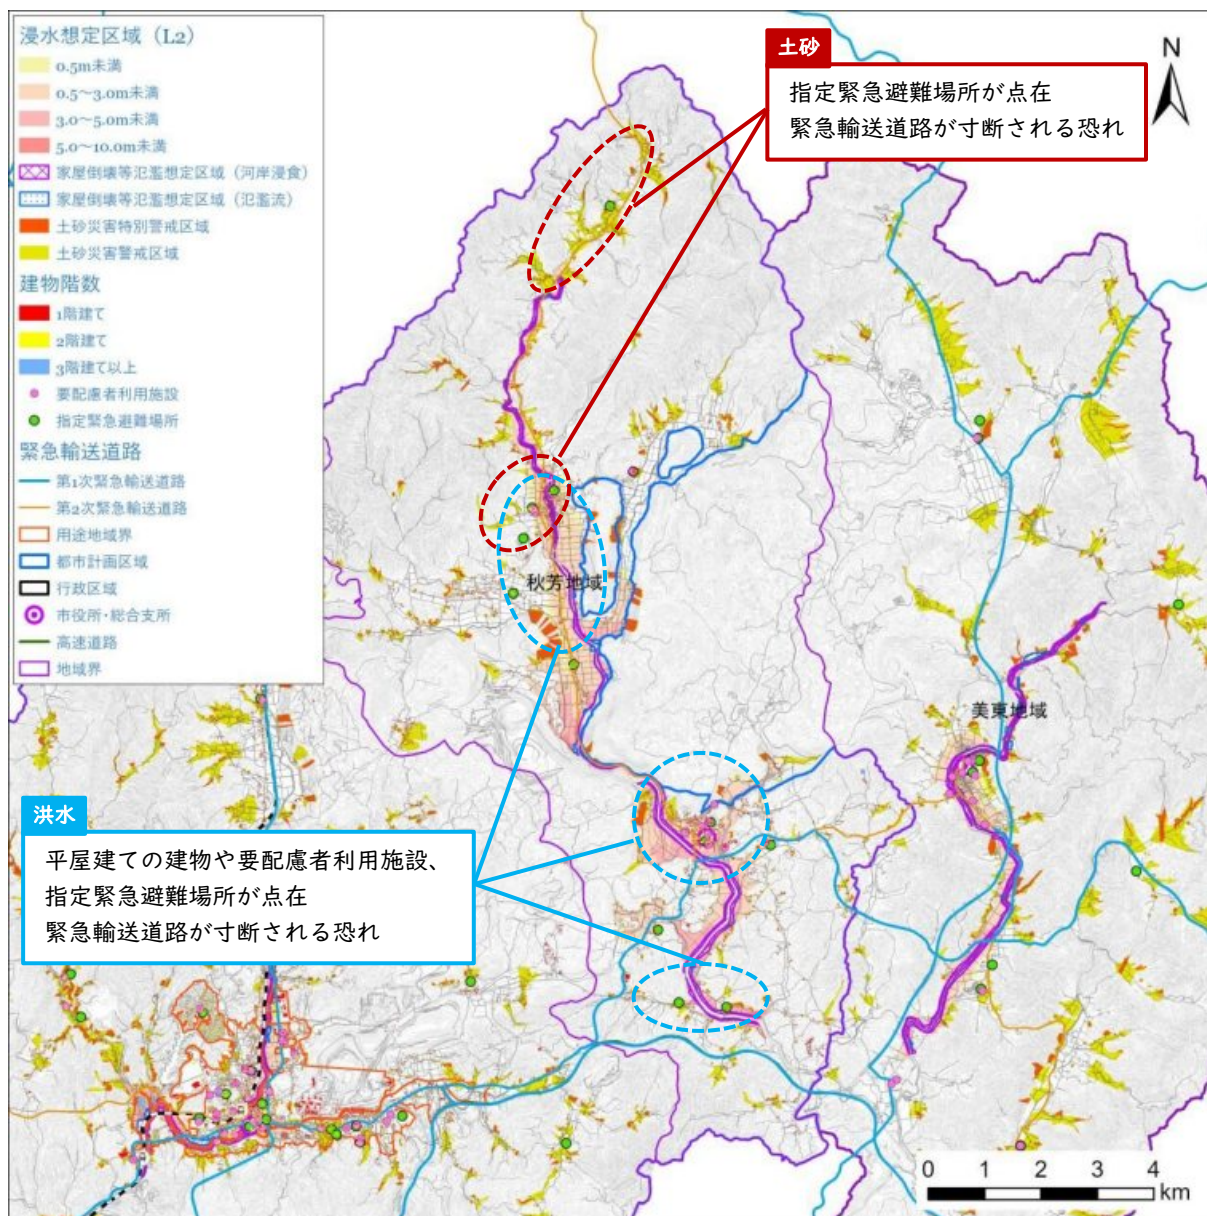 浸水想定区域（L2）
0.5m未満
0.5～3.0m未満
3.0～5.0m未満
5.0～10.0m未満
家屋倒壊等氾濫想定区域（河岸浸食）
家屋倒壊等氾濫想定区域（氾濫流）
土砂災害特別警戒区域
土砂災害警戒区域
建物階数
1階建て
2階建て
3階建て以上
要配慮者利用施設
指定緊急避難場所
緊急輸送道路
第1次緊急輸送道路
第2次緊急輸送道路
用途地域界
都市計画区域
行政区域
市役所・総合支所
高速道路
地域界
土砂
指定緊急避難場所が点在
緊急輸送道路が寸断される恐れ
N
秋芳地域
美東地域
洪水
平屋建ての建物や要配慮者利用施設、
指定緊急避難場所が点在
緊急輸送道路が寸断される恐れ
0 1 2 3 4
km